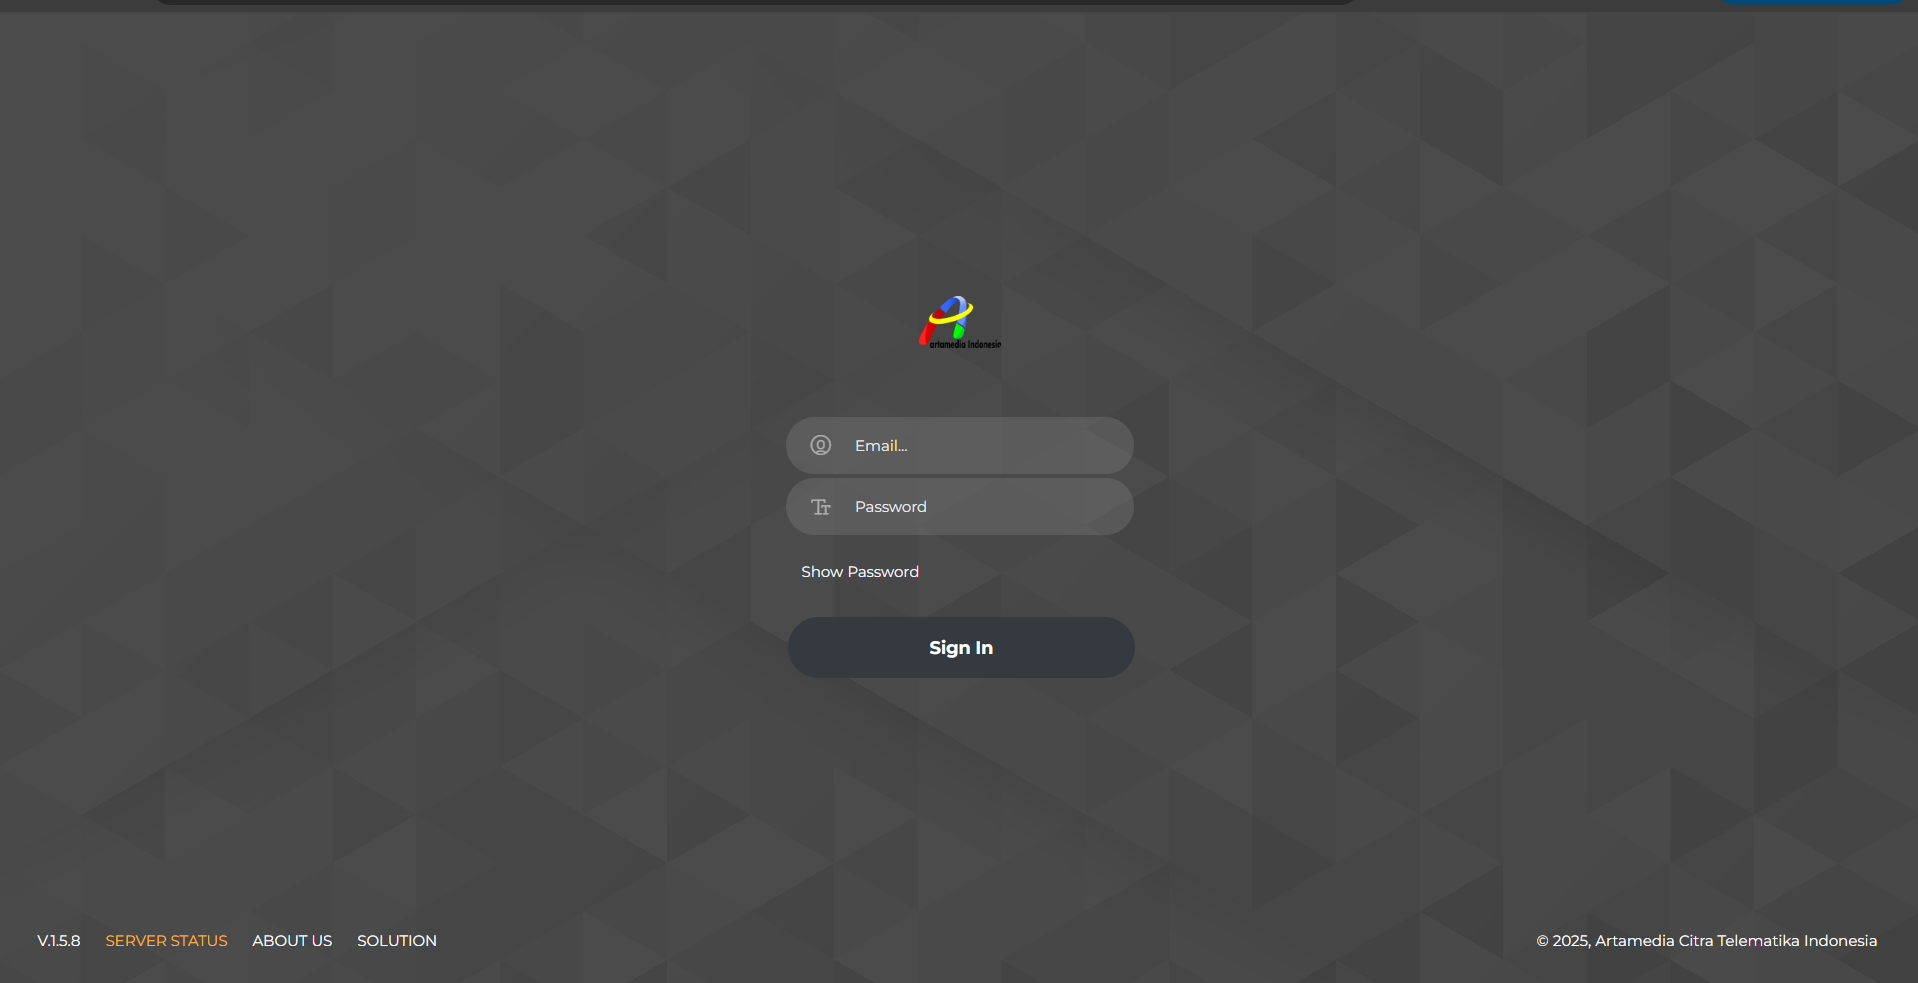 artamedia Indonesia
Email...
Password
Show Password
Sign In
V.1.5.8 SERVER STATUS ABOUT US SOLUTION
© 2025, Artamedia Citra Telematika Indonesia